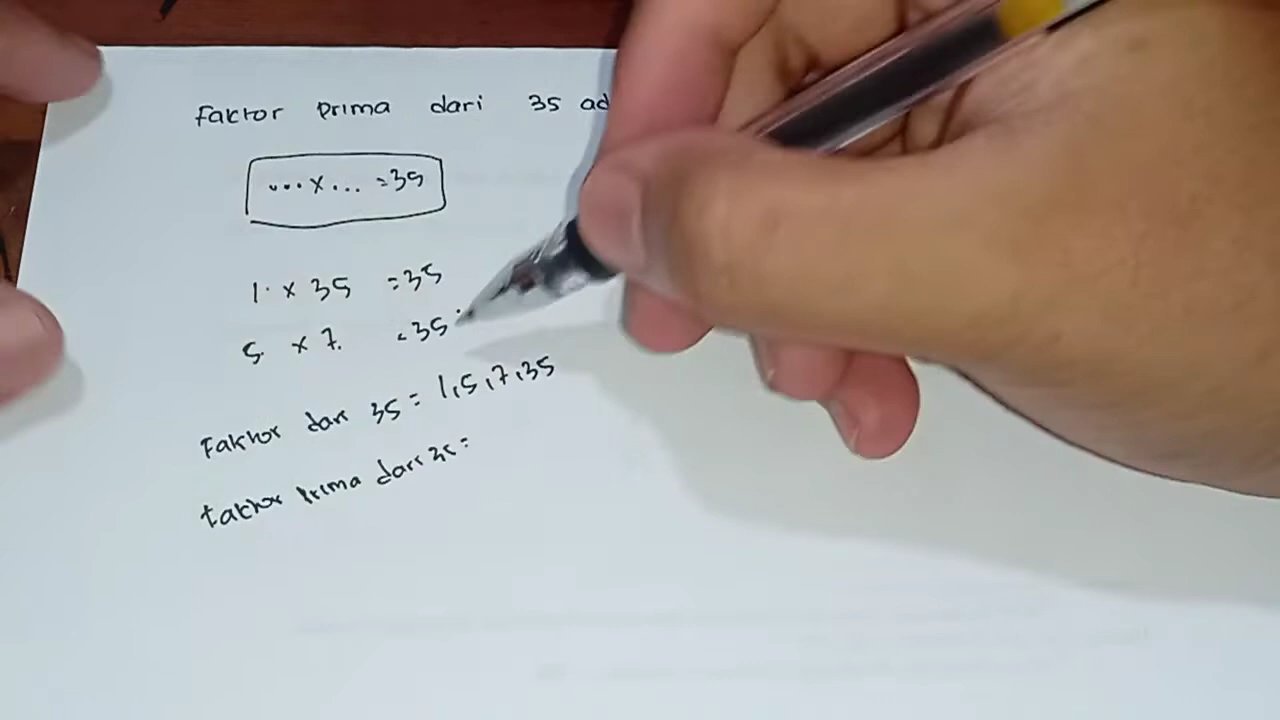 Faktor prima dari 35 ad
...x... =35
1. x 35 =35
5. x 7. =35
Faktor dari 35 = 1,5,7,35
faktor prima dari 35 =